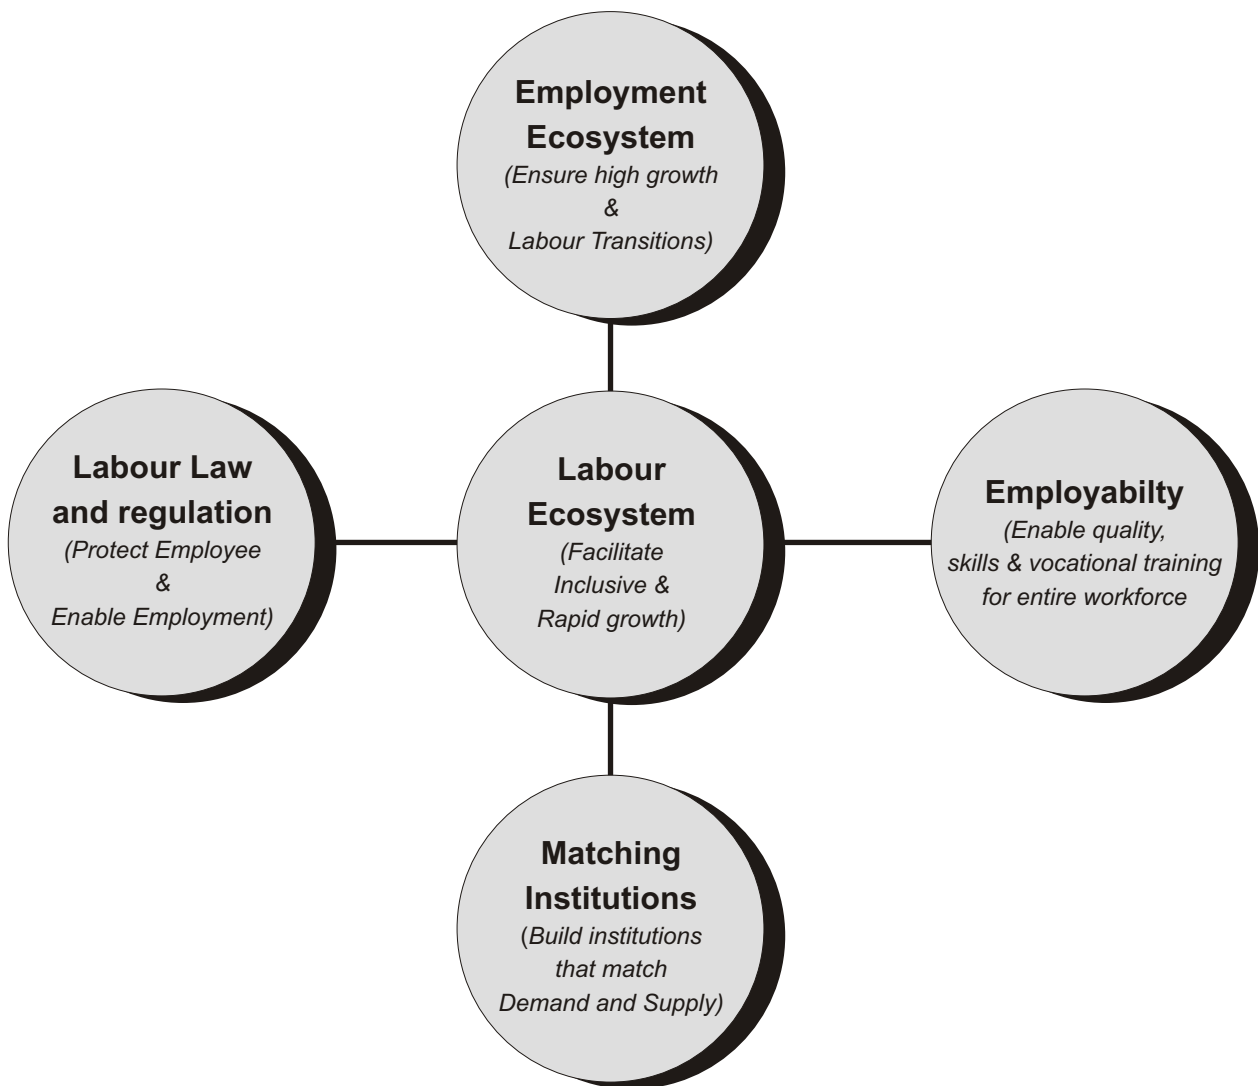 Employment
Ecosystem
(Ensure high growth
&
Labour Transitions)
Labour Law
and regulation
(Protect Employee
&
Enable Employment)
Labour
Ecosystem
(Facilitate
Inclusive &
Rapid growth)
Employabilty
(Enable quality,
skills & vocational training
for entire workforce
Matching
Institutions
(Build institutions
that match
Demand and Supply)